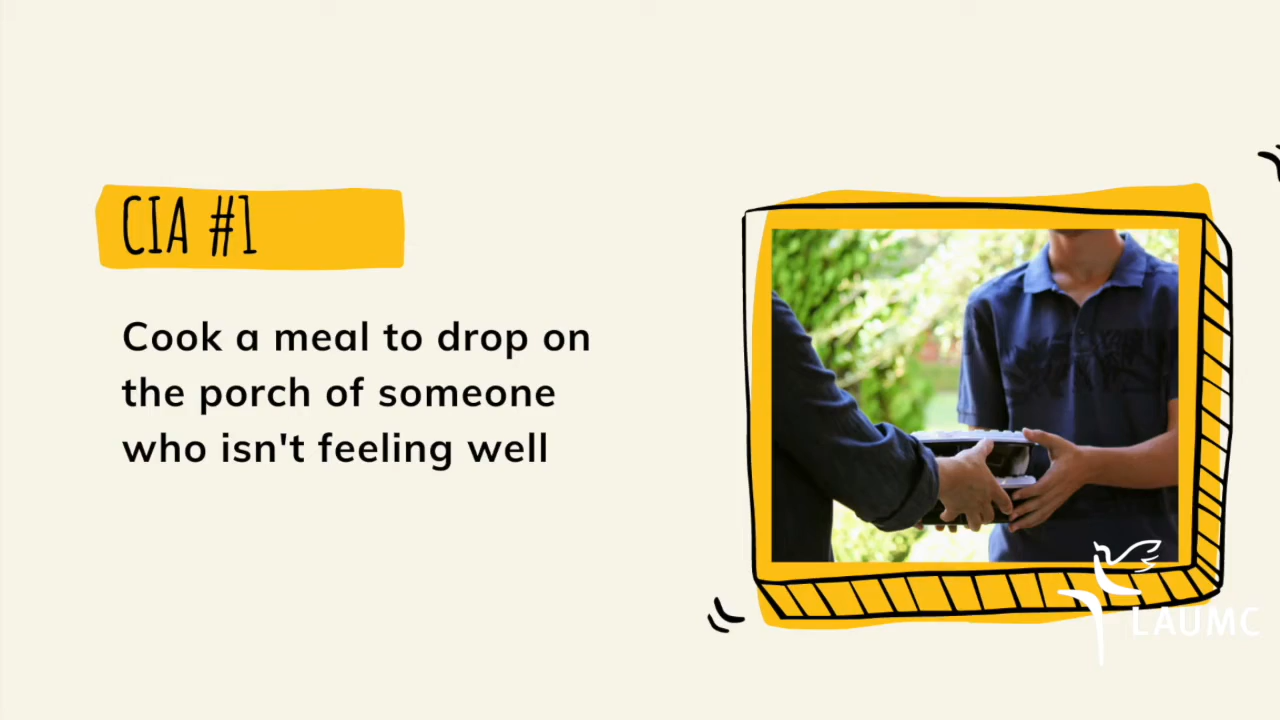 CIA #1
Cook a meal to drop on
the porch of someone
who isn't feeling well
LAUMC